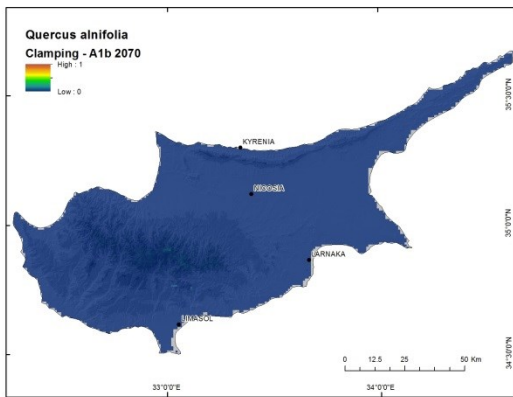 Quercus alnifolia
Clamping - A1b 2070
High : 1
Low : 0
KYRENIA
NICOSIA
LARNAKA
LIMASOL
35°30'0"N
35°0'0"N
34°30'0"N
0 12.5 25 50 Km
33°0'0"E 34°0'0"E